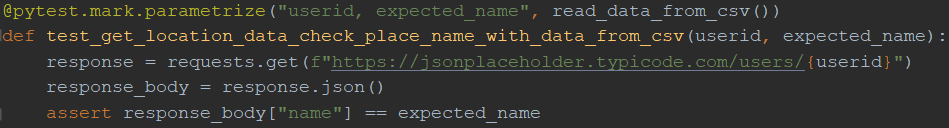 @pytest.mark.parametrize("userid, expected_name", read_data_from_csv())
def test_get_location_data_check_place_name_with_data_from_csv(userid, expected_name):
    response = requests.get(f"https://jsonplaceholder.typicode.com/users/{userid}")
    response_body = response.json()
    assert response_body["name"] == expected_name